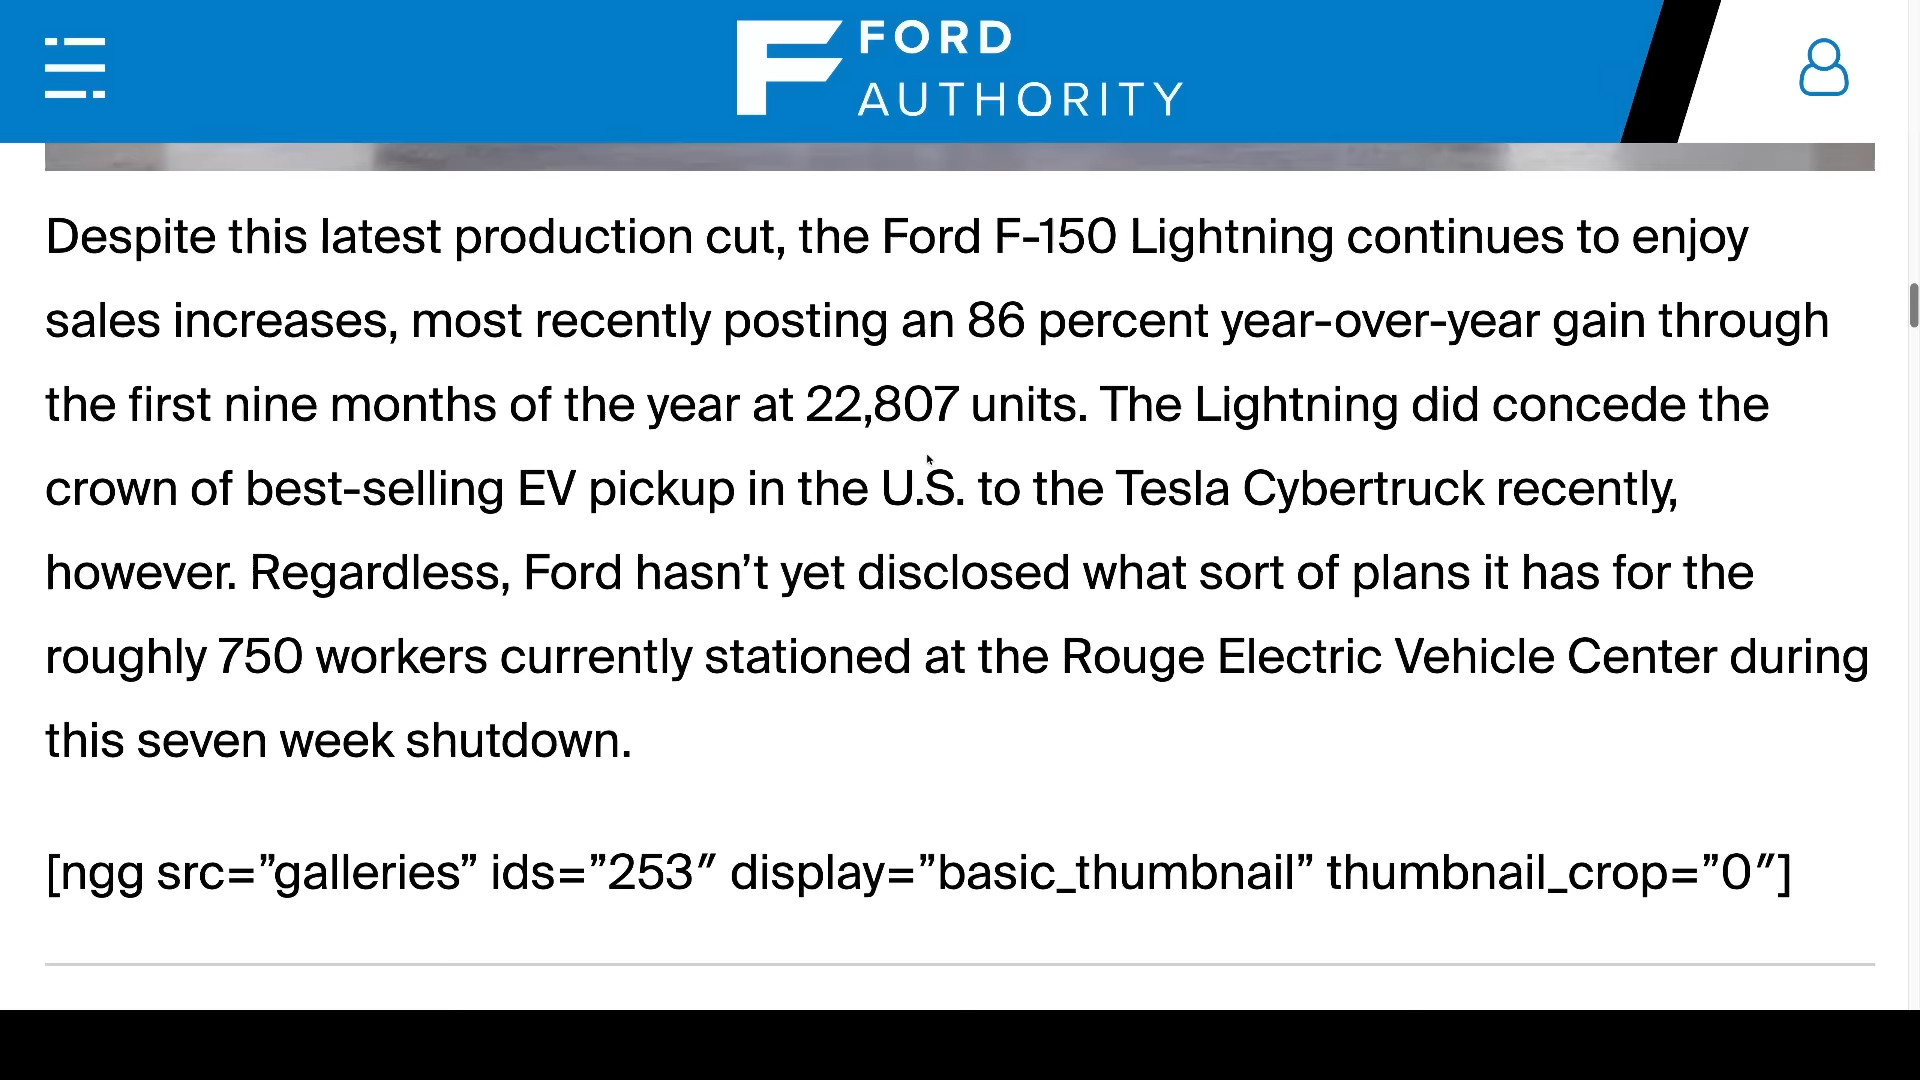 FORD
AUTHORITY
Despite this latest production cut, the Ford F-150 Lightning continues to enjoy
sales increases, most recently posting an 86 percent year-over-year gain through
the first nine months of the year at 22,807 units. The Lightning did concede the
crown of best-selling EV pickup in the U.S. to the Tesla Cybertruck recently,
however. Regardless, Ford hasn’t yet disclosed what sort of plans it has for the
roughly 750 workers currently stationed at the Rouge Electric Vehicle Center during
this seven week shutdown.
[ngg src=”galleries” ids=”253″ display=”basic_thumbnail” thumbnail_crop=”0″]